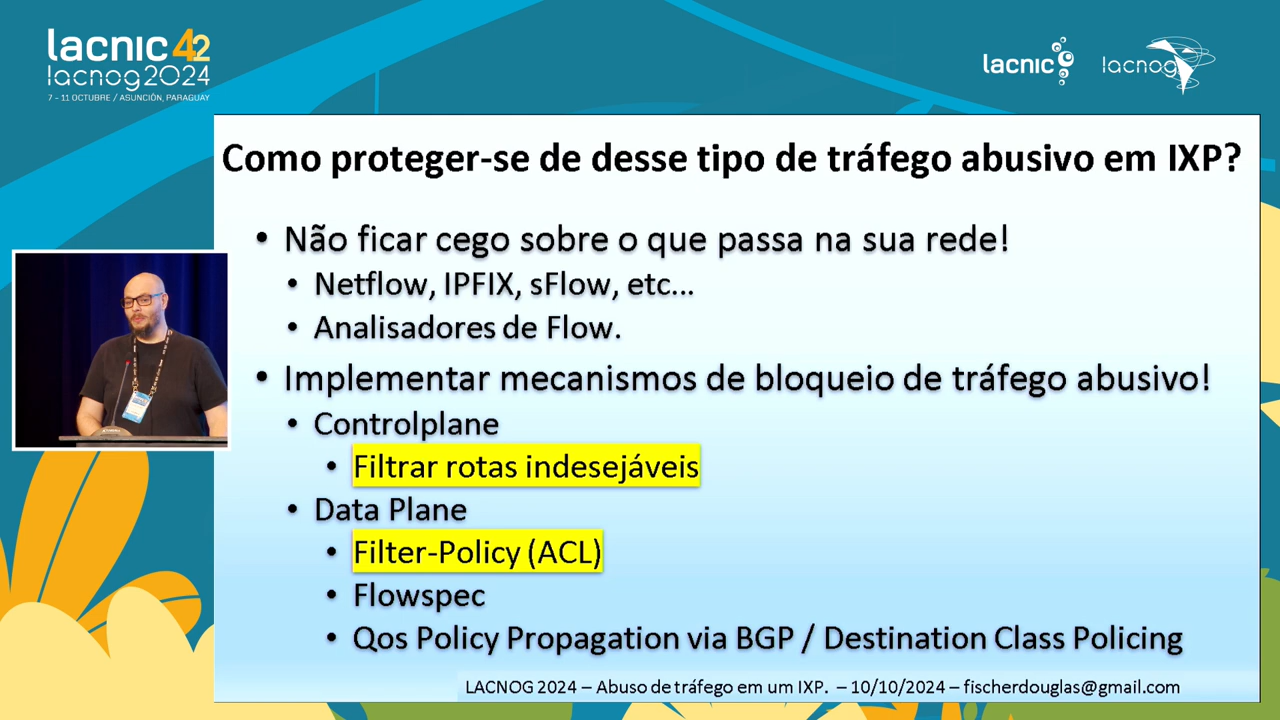 lacnic 42
lacnog2024
7 - 11 OCTUBRE / ASUNCIÓN, PARAGUAY
lacnic
lacnog
Como proteger-se de desse tipo de tráfego abusivo em IXP?
• Não ficar cego sobre o que passa na sua rede!
• Netflow, IPFIX, sFlow, etc...
• Analisadores de Flow.
• Implementar mecanismos de bloqueio de tráfego abusivo!
• Controlplane
• Filtrar rotas indesejáveis
• Data Plane
• Filter-Policy (ACL)
• Flowspec
• Qos Policy Propagation via BGP / Destination Class Policing
LACNOG 2024 – Abuso de tráfego em um IXP. – 10/10/2024 – fischerdouglas@gmail.com